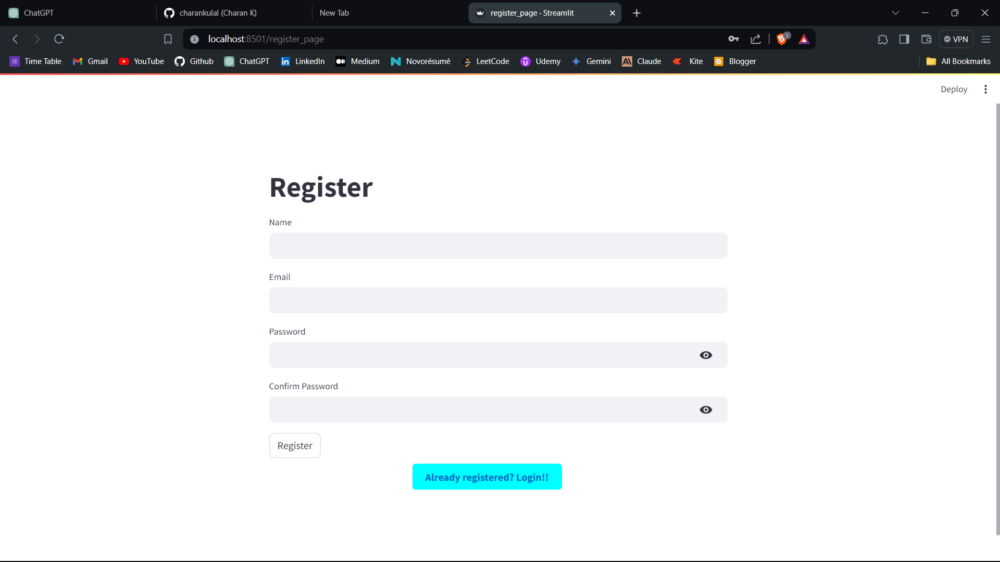 ChatGPT charankulal (Charan K) New Tab register_page · Streamlit
localhost:8501/register_page 1 VPN
Time Table Gmail YouTube Github ChatGPT LinkedIn Medium Novorésumé LeetCode Udemy Gemini Claude Kite Blogger All Bookmarks
Deploy
Register
Name
Email
Password
Confirm Password
Register
Already registered? Login!!